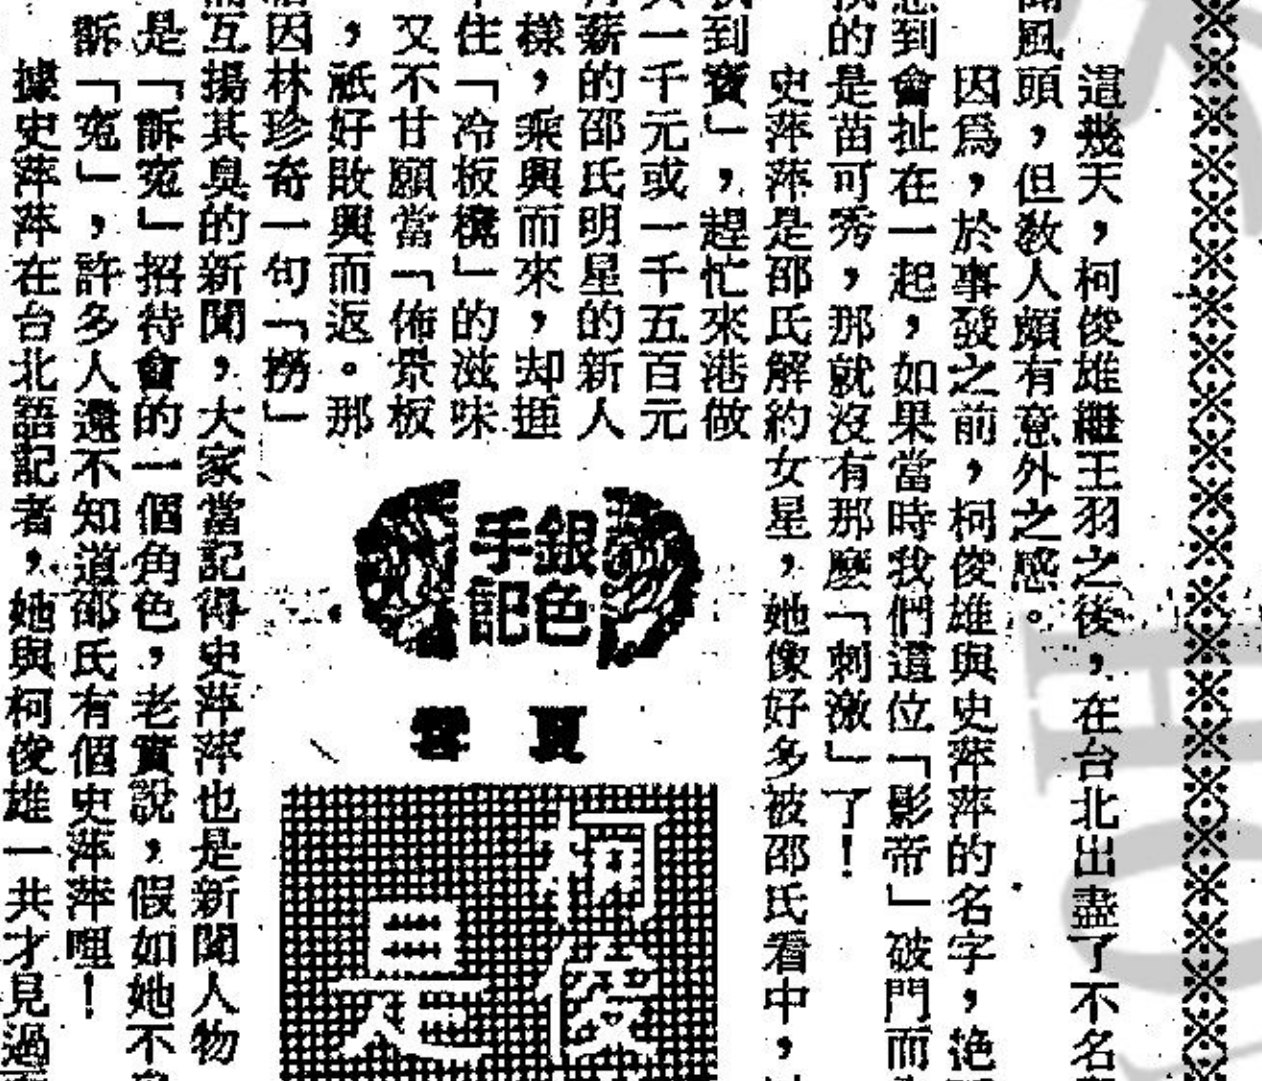 這幾天，柯俊雄繼王羽之後，在台北出盡了不名
風頭，但教人頗有意外之感。
因爲，於事發之前，柯俊雄與史萍萍的名字，絶
到會扯在一起，如果當時我們這位「影帝」破門而
的是苗可秀，那就沒有那麼「刺激」了！
史萍萍是邵氏解約女星，她像好多被邵氏看中，
到寶」，趕忙來港做
一千元或一千五百元
薪的邵氏明星的新人
樣，乘興而來，却捱
住「冷板櫈」的滋味
又不甘願當「佈景板
，祇好敗興而返。那
因林珍奇一句「撈」
互揚其臭的新聞，大家當記得史萍萍也是新聞人物
是「訴寃」招待會的一個角色，老實說，假如她不
訴「寃」，許多人還不知道邵氏有個史萍萍哩！
據史萍萍在台北語記者，她與柯俊雄一共才見過
銀色
手記
夏雲
柯俊
是